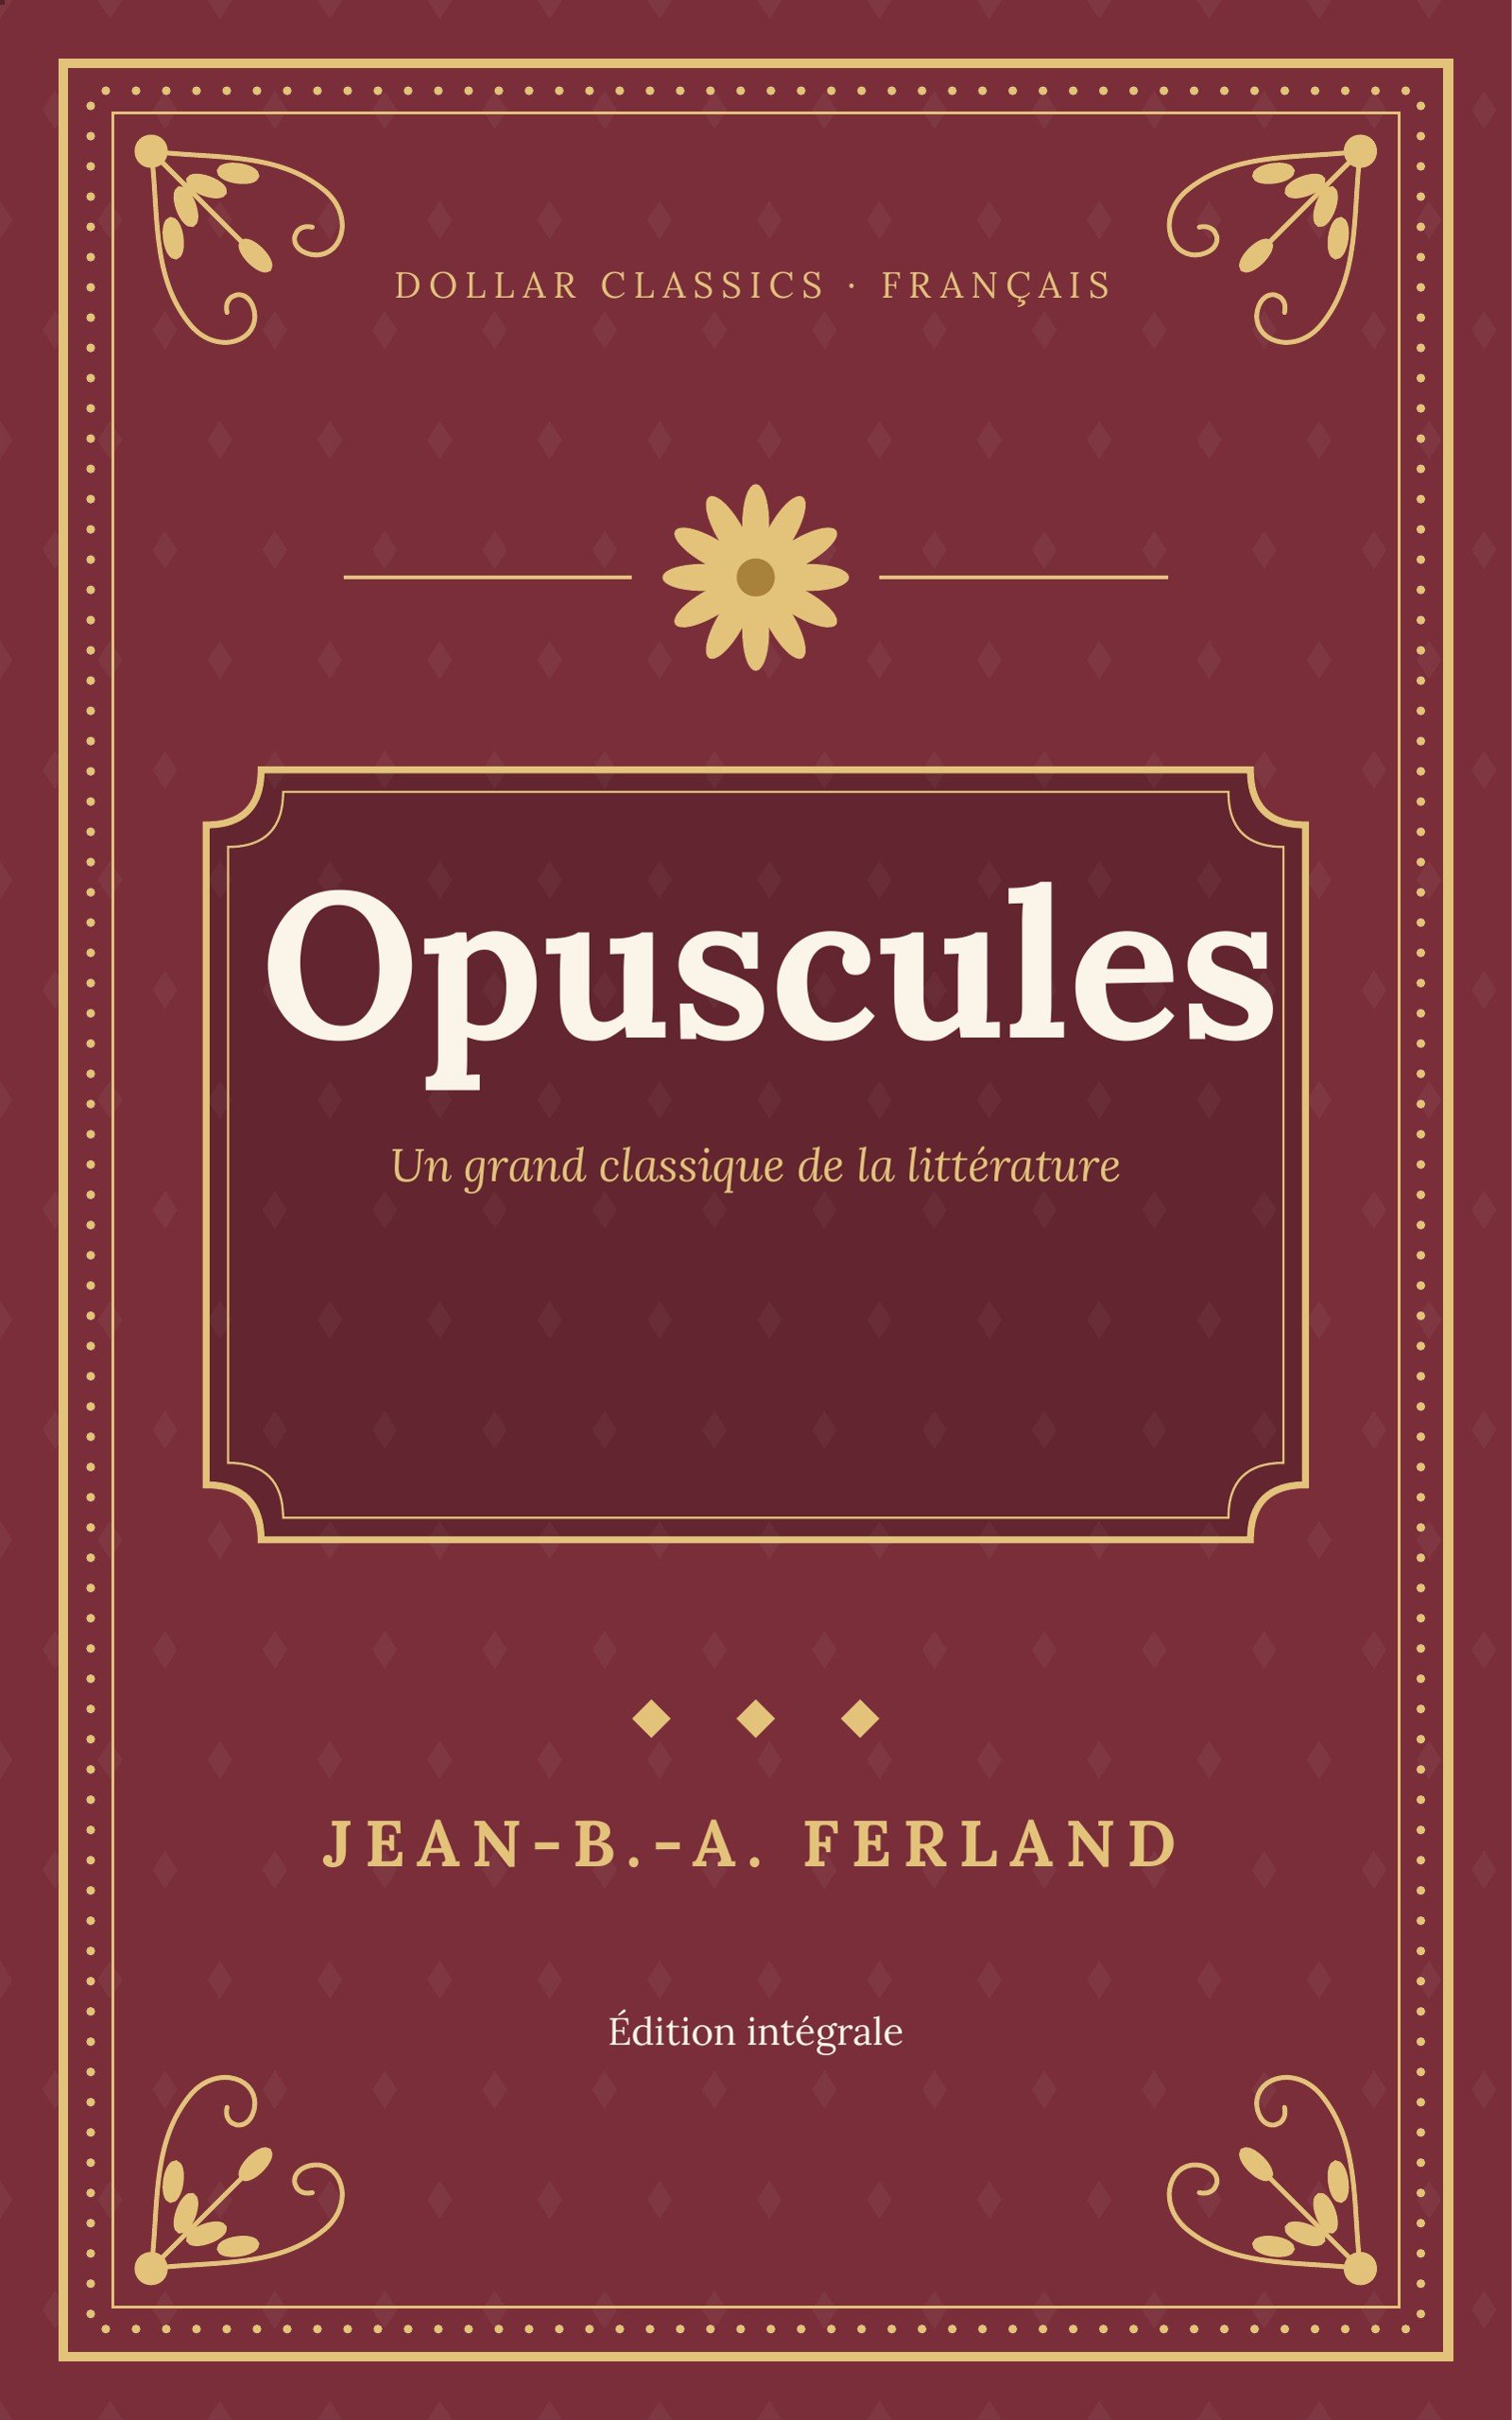 DOLLAR CLASSICS · FRANÇAIS
Opuscules
Un grand classique de la littérature
JEAN-B.-A. FERLAND
Édition intégrale